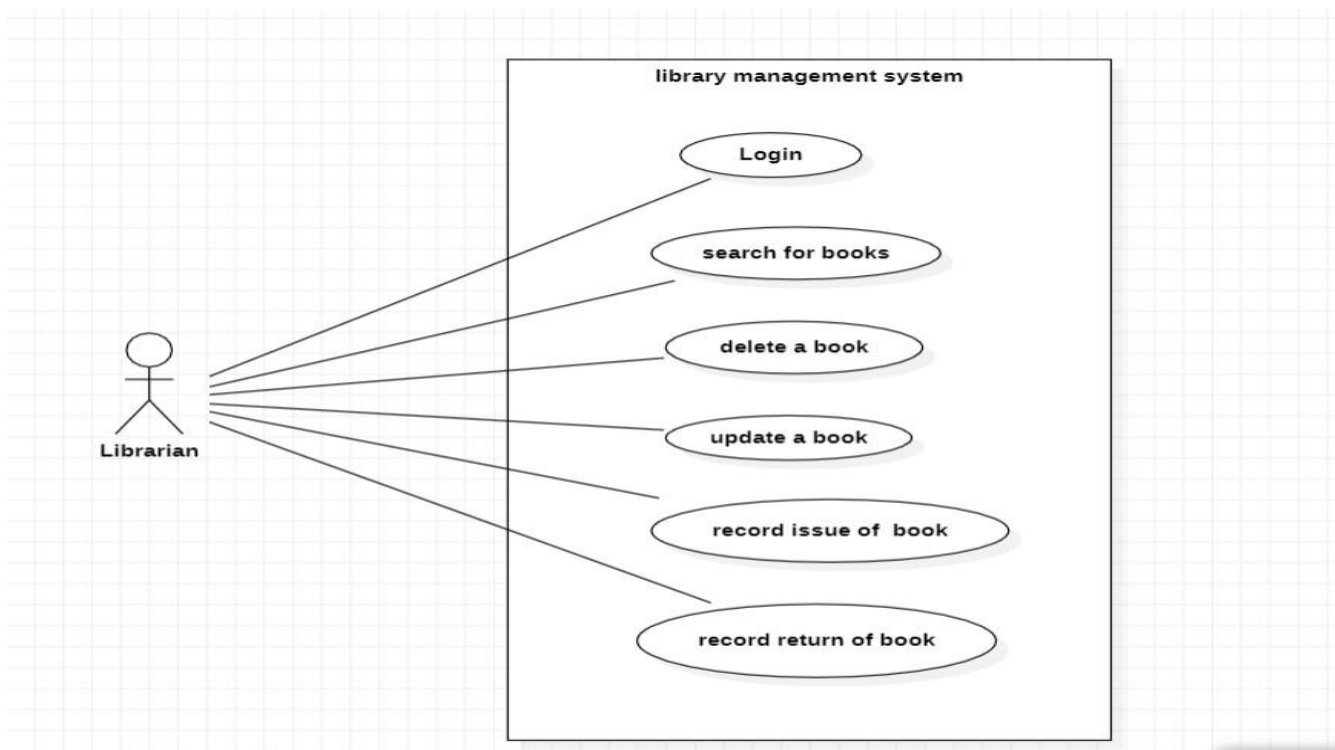 library management system
Login
search for books
delete a book
update a book
record issue of  book
record return of book
Librarian